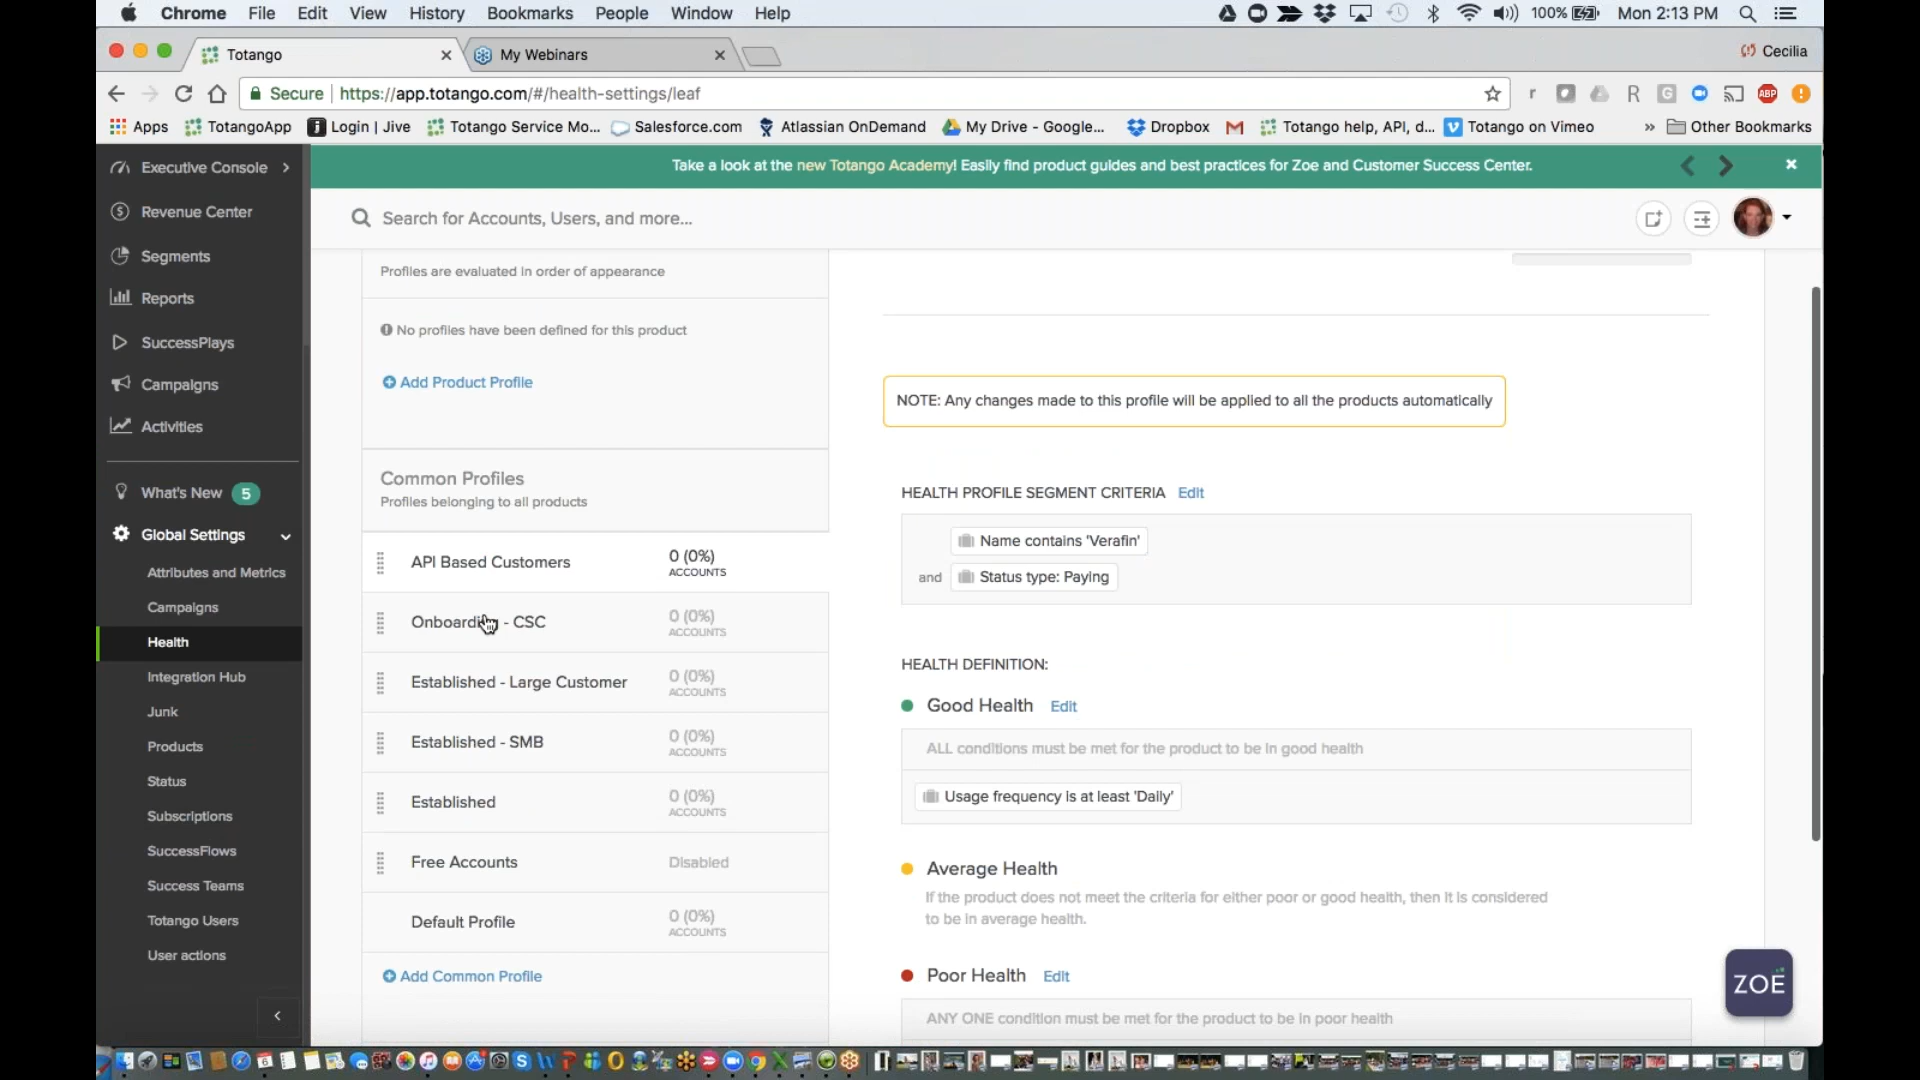 Chrome File Edit View History Bookmarks People Window Help 100% Mon 2:13 PM
Totango My Webinars Cecilia
Secure https://app.totango.com/#/health-settings/leaf
Apps TotangoApp Login | Jive Totango Service Mo... Salesforce.com Atlassian OnDemand My Drive - Google... Dropbox Totango help, API, d... Totango on Vimeo » Other Bookmarks
Take a look at the new Totango Academy! Easily find product guides and best practices for Zoe and Customer Success Center.
Search for Accounts, Users, and more...
Executive Console
Revenue Center
Segments
Reports
SuccessPlays
Campaigns
Activities
What's New 5
Global Settings
Attributes and Metrics
Campaigns
Health
Integration Hub
Junk
Products
Status
Subscriptions
SuccessFlows
Success Teams
Totango Users
User actions
Profiles are evaluated in order of appearance
No profiles have been defined for this product
Add Product Profile
Common Profiles
Profiles belonging to all products
API Based Customers 0 (0%)
ACCOUNTS
- CSC 0 (0%)
ACCOUNTS
Established - Large Customer 0 (0%)
ACCOUNTS
Established - SMB 0 (0%)
ACCOUNTS
Established 0 (0%)
ACCOUNTS
Free Accounts Disabled
Default Profile 0 (0%)
ACCOUNTS
Add Common Profile
NOTE: Any changes made to this profile will be applied to all the products automatically
HEALTH PROFILE SEGMENT CRITERIA Edit
Name contains 'Verafin'
and Status type: Paying
HEALTH DEFINITION:
Good Health Edit
ALL conditions must be met for the product to be in good health
Usage frequency is at least 'Daily'
Average Health
If the product does not meet the criteria for either poor or good health, then it is considered
to be in average health.
Poor Health Edit
ANY ONE condition must be met for the product to be in poor health
ZOE